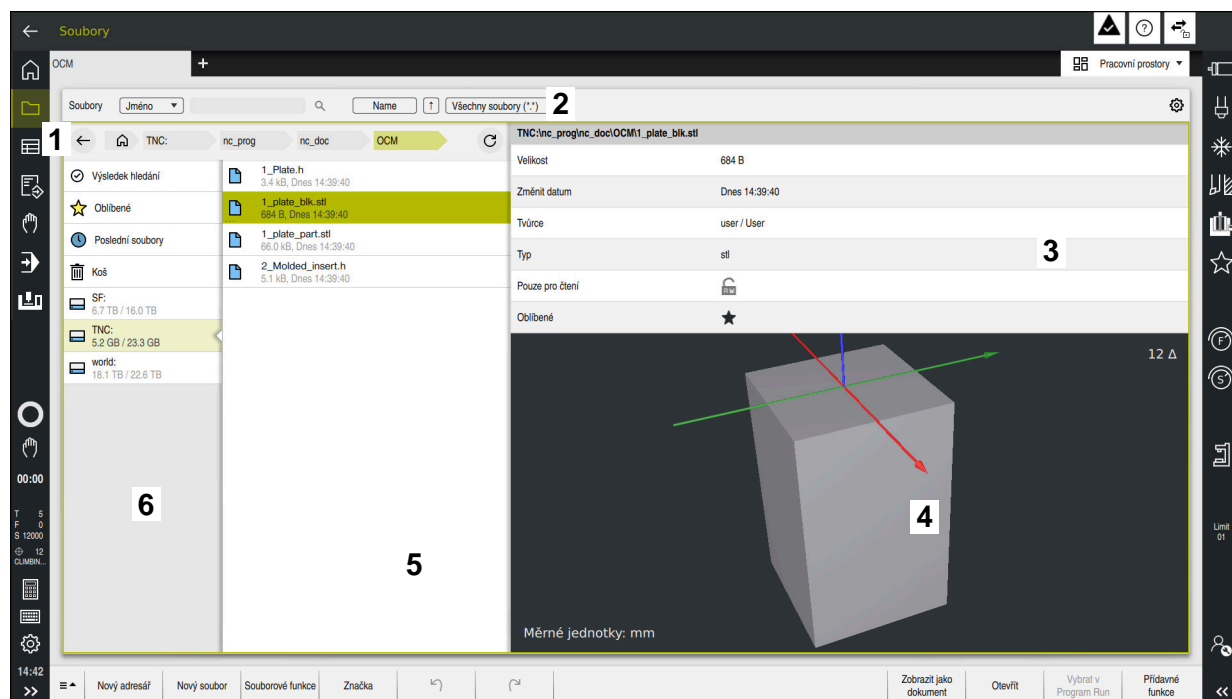 Soubory
OCM
+
Pracovní prostory
Soubory
Jméno
Name
↑
Všechny soubory (*.*)
2
1
TNC:
nc_prog
nc_doc
OCM
TNC:\nc_prog\nc_doc\OCM\1_plate_blk.stl
Výsledek hledání
Oblíbené
Poslední soubory
Koš
SF:
6.7 TB / 16.0 TB
TNC:
5.2 GB / 23.3 GB
world:
18.1 TB / 22.6 TB
6
1_Plate.h
3.4 kB, Dnes 14:39:40
1_plate_blk.stl
684 B, Dnes 14:39:40
1_plate_part.stl
66.0 kB, Dnes 14:39:40
2_Molded_insert.h
5.1 kB, Dnes 14:39:40
5
Velikost 684 B
Změnit datum Dnes 14:39:40
Tvůrce user / User
Typ stl
3
Pouze pro čtení RW
Oblíbené
12 Δ
4
Měrné jednotky: mm
00:00
T 5
F 0
S 12000
12
CLIMBIN...
14:42
F
S
Limit
01
Nový adresář
Nový soubor
Souborové funkce
Značka
Zobrazit jako
dokument
Otevřít
Vybrat v
Program Run
Přídavné
funkce